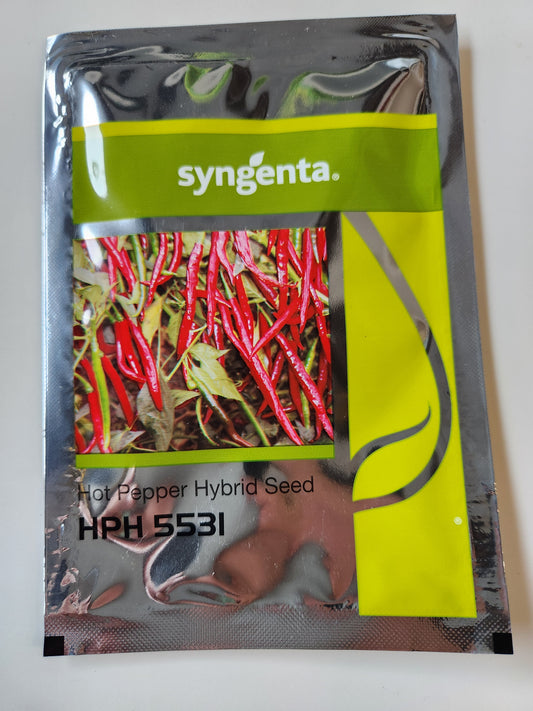 syngenta®
Hot Pepper Hybrid Seed
HPH 5531
®